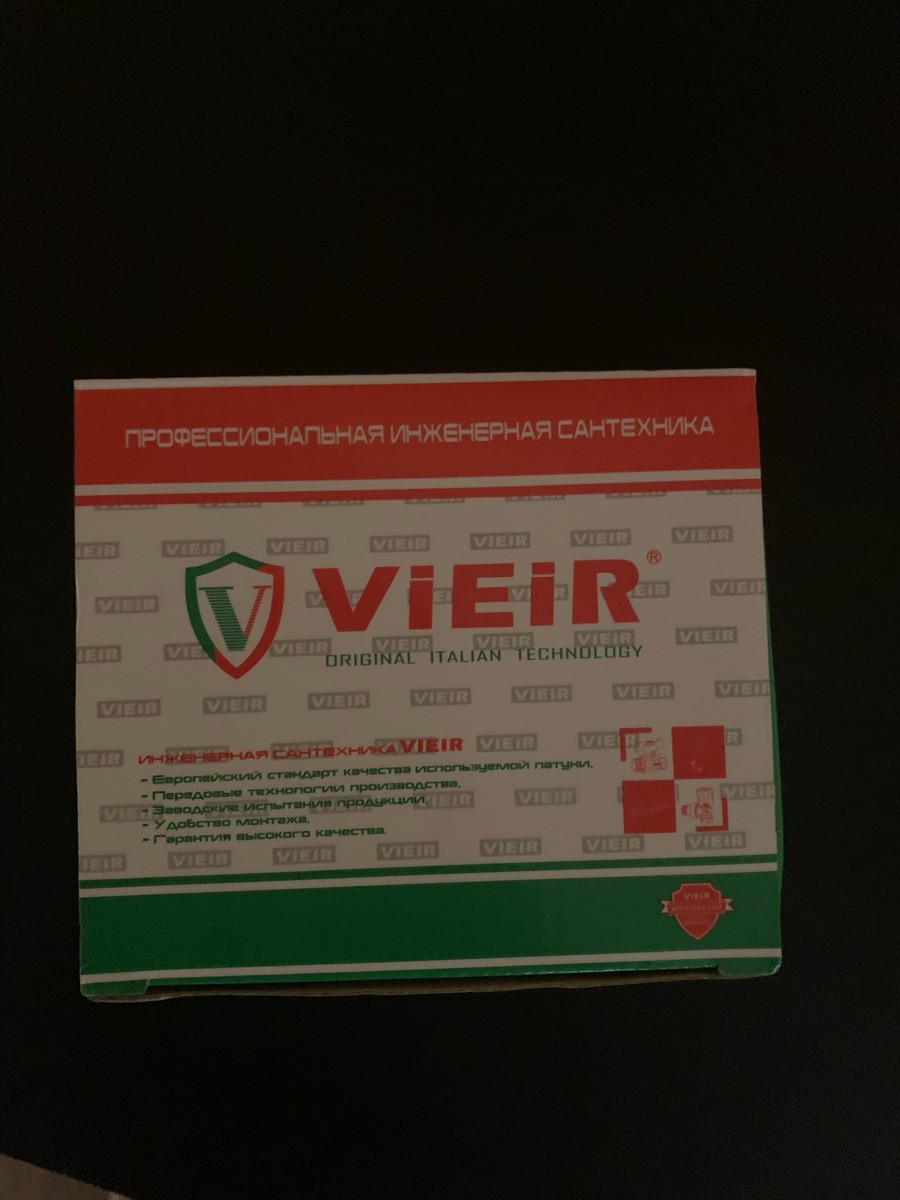 ПРОФЕССИОНАЛЬНАЯ ИНЖЕНЕРНАЯ САНТЕХНИКА
V ViEiR®
ORIGINAL ITALIAN TECHNOLOGY
ИНЖЕНЕРНАЯ САНТЕХНИКА VIEIR
- Европейский стандарт качества используемой латуни,
- Передовые технологии производства,
- Заводские испытания продукции,
- Удобство монтажа,
- Гарантия высокого качества.
VIEIR